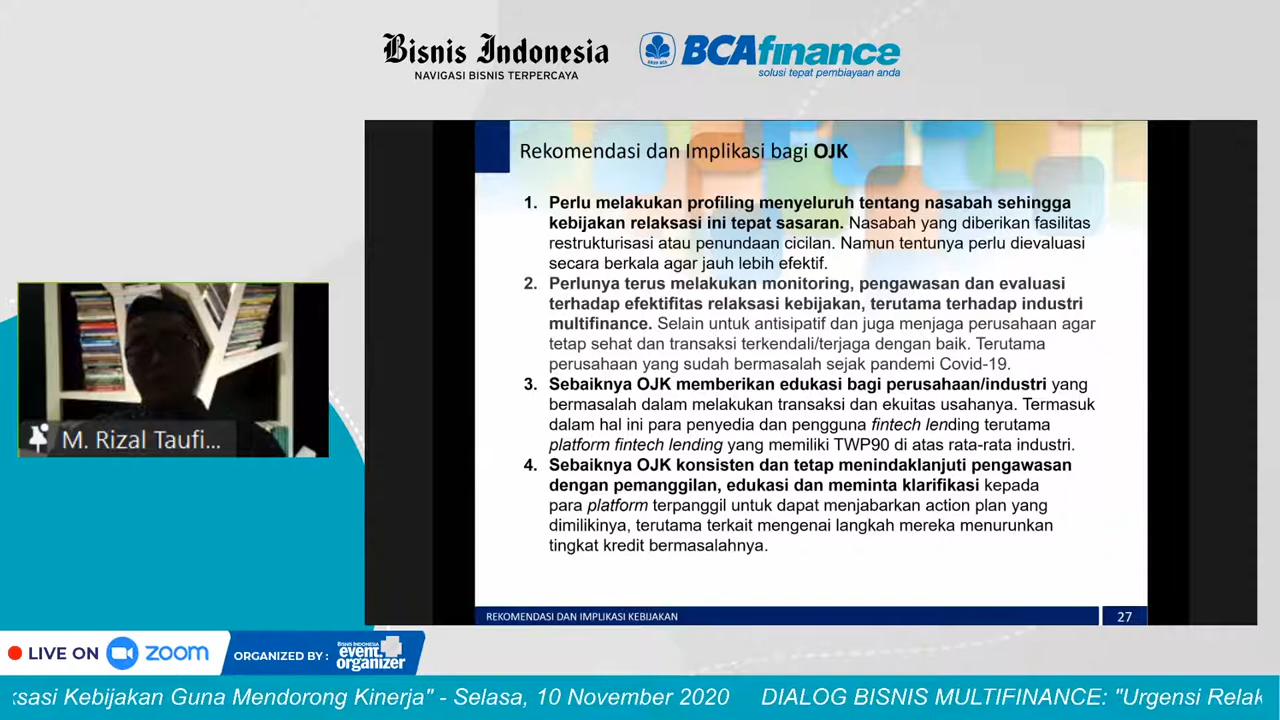 Bisnis Indonesia
NAVIGASI BISNIS TERPERCAYA
BCAfinance
solusi tepat pembiayaan anda
Rekomendasi dan Implikasi bagi OJK
1. Perlu melakukan profiling menyeluruh tentang nasabah sehingga
kebijakan relaksasi ini tepat sasaran. Nasabah yang diberikan fasilitas
restrukturisasi atau penundaan cicilan. Namun tentunya perlu dievaluasi
secara berkala agar jauh lebih efektif.
2. Perlunya terus melakukan monitoring, pengawasan dan evaluasi
terhadap efektifitas relaksasi kebijakan, terutama terhadap industri
multifinance. Selain untuk antisipatif dan juga menjaga perusahaan agar
tetap sehat dan transaksi terkendali/terjaga dengan baik. Terutama
perusahaan yang sudah bermasalah sejak pandemi Covid-19.
3. Sebaiknya OJK memberikan edukasi bagi perusahaan/industri yang
bermasalah dalam melakukan transaksi dan ekuitas usahanya. Termasuk
dalam hal ini para penyedia dan pengguna fintech lending terutama
platform fintech lending yang memiliki TWP90 di atas rata-rata industri.
4. Sebaiknya OJK konsisten dan tetap menindaklanjuti pengawasan
dengan pemanggilan, edukasi dan meminta klarifikasi kepada
para platform terpanggil untuk dapat menjabarkan action plan yang
dimilikinya, terutama terkait mengenai langkah mereka menurunkan
tingkat kredit bermasalahnya.
REKOMENDASI DAN IMPLIKASI KEBIJAKAN
27
M. Rizal Taufi...
LIVE ON zoom
ORGANIZED BY :
BISNIS INDONESIA
event
organizer
ksasi Kebijakan Guna Mendorong Kinerja" - Selasa, 10 November 2020 DIALOG BISNIS MULTIFINANCE: "Urgensi Relak